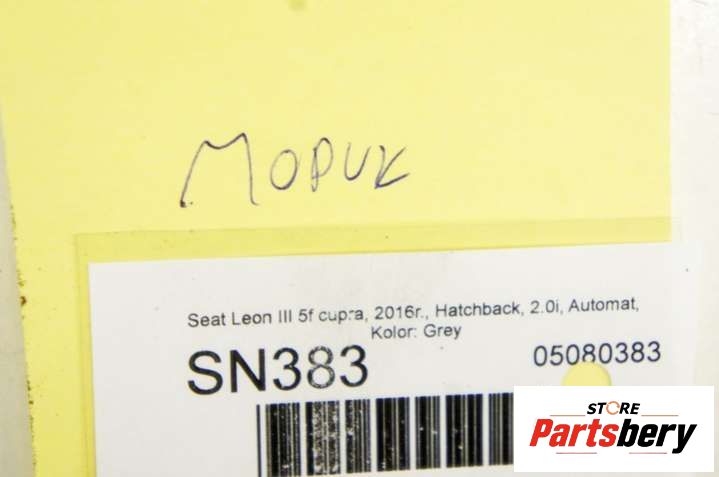 MOPUK
Seat Leon III 5f cupra, 2016r., Hatchback, 2.0i, Automat,
Kolor: Grey
SN383 05080383
STORE
Partsbery